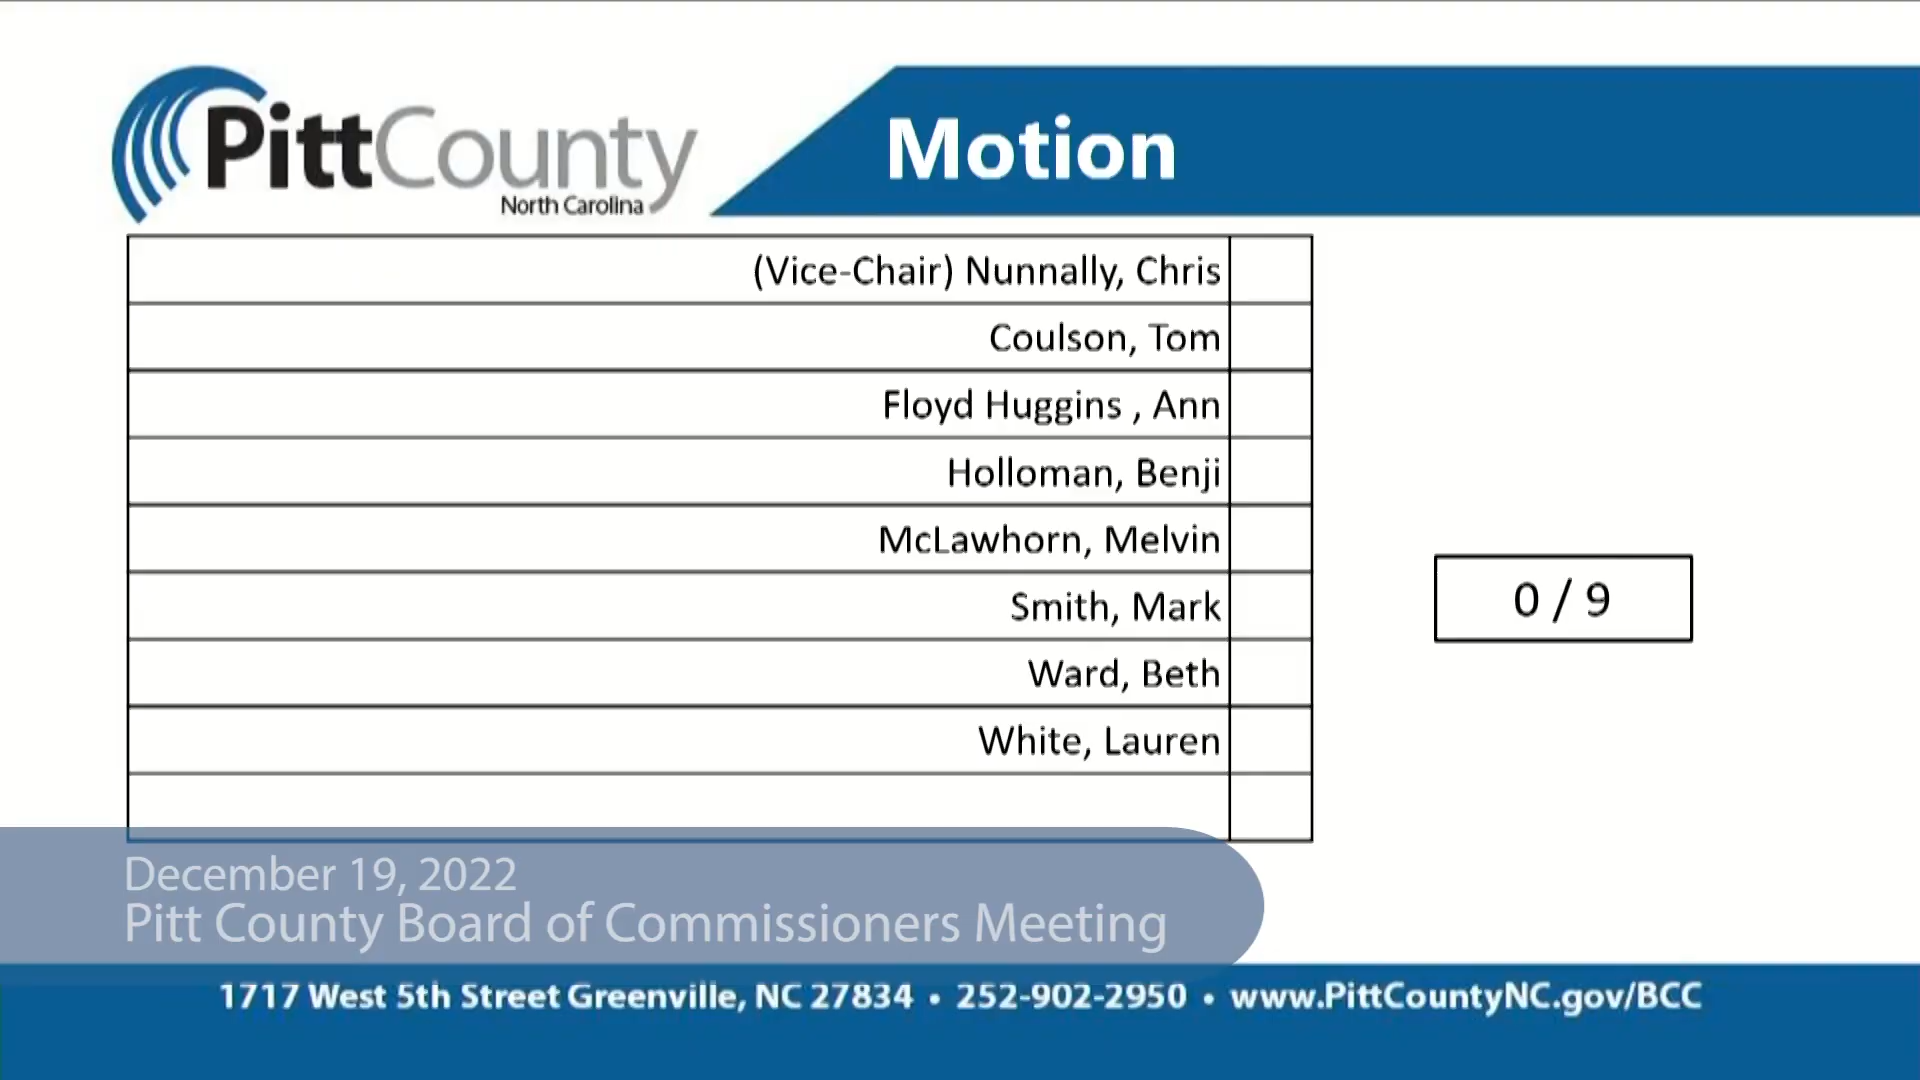 PittCounty
North Carolina
Motion
(Vice-Chair) Nunnally, Chris
Coulson, Tom
Floyd Huggins , Ann
Holloman, Benji
McLawhorn, Melvin
Smith, Mark
Ward, Beth
White, Lauren
0 / 9
December 19, 2022
Pitt County Board of Commissioners Meeting
1717 West 5th Street Greenville, NC 27834 • 252-902-2950 • www.PittCountyNC.gov/BCC